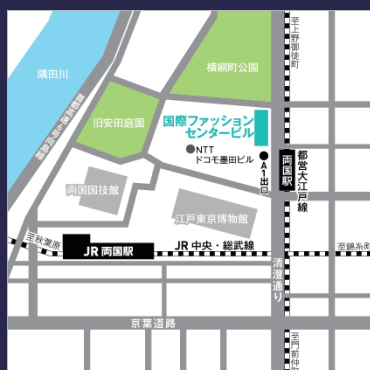 至上野御徒町
隅田川
横網町公園
首都高速6号向島線
旧安田庭園
国際ファッション
センタービル
NTT
ドコモ墨田ビル
A1出口
両国駅
都営大江戸線
両国国技館
江戸東京博物館
至秋葉原
JR 両国駅
JR 中央・総武線
至錦糸町
清澄通り
京葉道路
至門前仲町